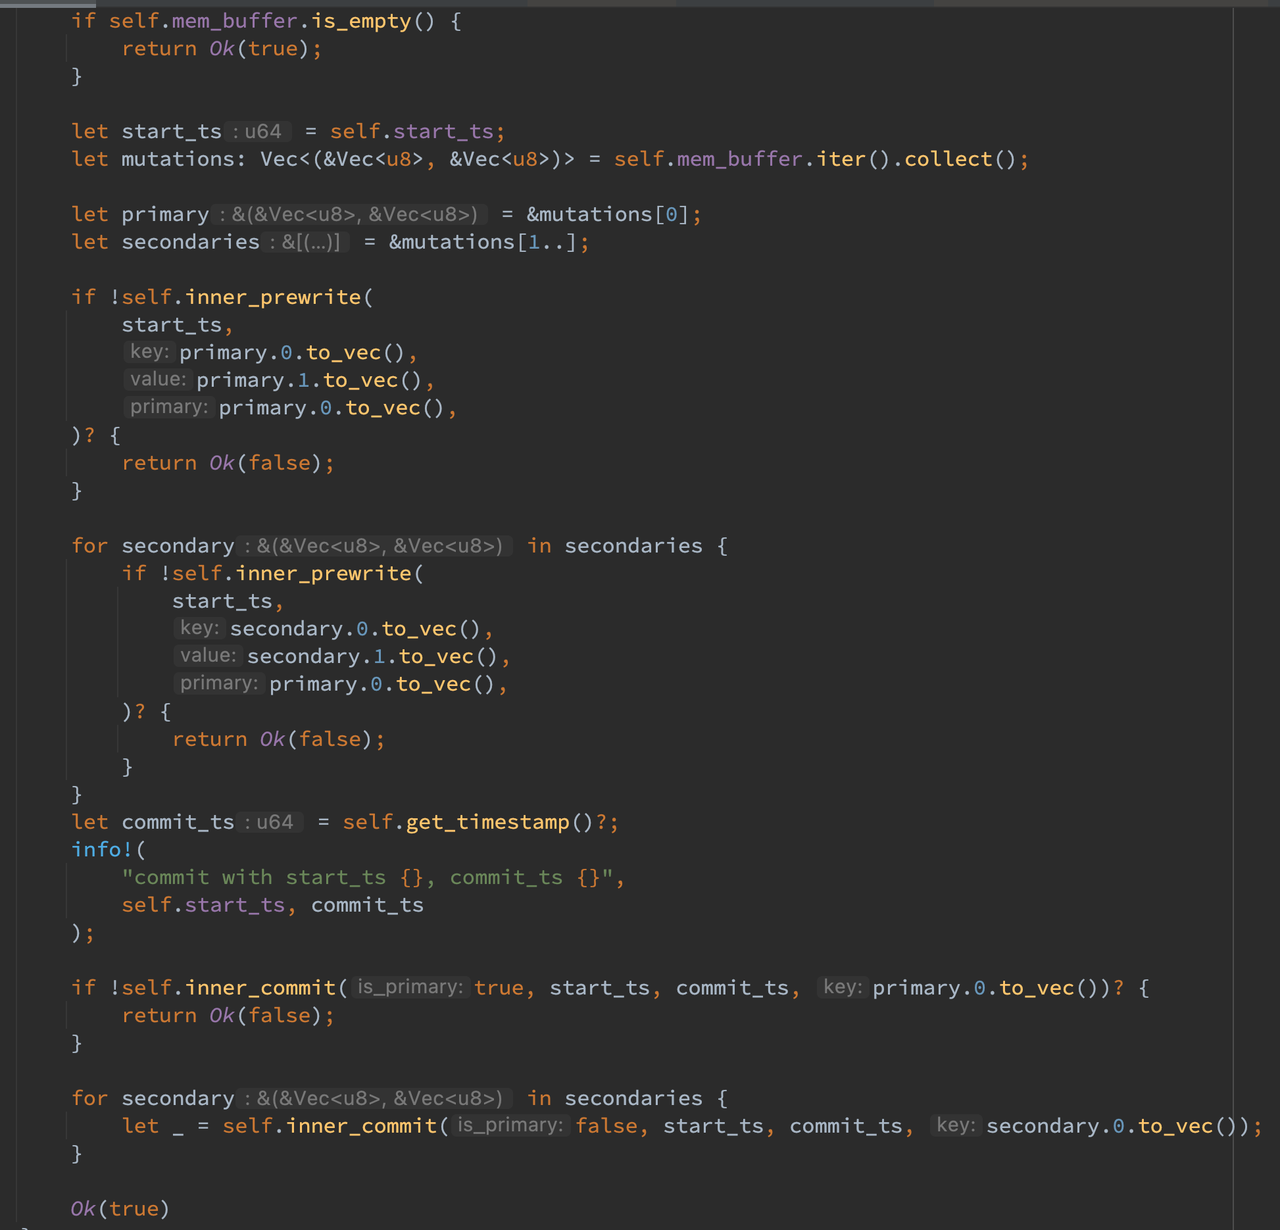 if self.mem_buffer.is_empty() {
return Ok(true);
}
let start_ts : u64 = self.start_ts;
let mutations: Vec<(&Vec<u8>, &Vec<u8>)> = self.mem_buffer.iter().collect();
let primary : &(&Vec<u8>, &Vec<u8>) = &mutations[0];
let secondaries : &[(...)] = &mutations[1..];
if !self.inner_prewrite(
start_ts,
key: primary.0.to_vec(),
value: primary.1.to_vec(),
primary: primary.0.to_vec(),
)? {
return Ok(false);
}
for secondary : &(&Vec<u8>, &Vec<u8>) in secondaries {
if !self.inner_prewrite(
start_ts,
key: secondary.0.to_vec(),
value: secondary.1.to_vec(),
primary: primary.0.to_vec(),
)? {
return Ok(false);
}
}
let commit_ts : u64 = self.get_timestamp()?;
info!(
"commit with start_ts {}, commit_ts {}",
self.start_ts, commit_ts
);
if !self.inner_commit( is_primary: true, start_ts, commit_ts, key: primary.0.to_vec())? {
return Ok(false);
}
for secondary : &(&Vec<u8>, &Vec<u8>) in secondaries {
let _ = self.inner_commit( is_primary: false, start_ts, commit_ts, key: secondary.0.to_vec());
}
Ok(true)